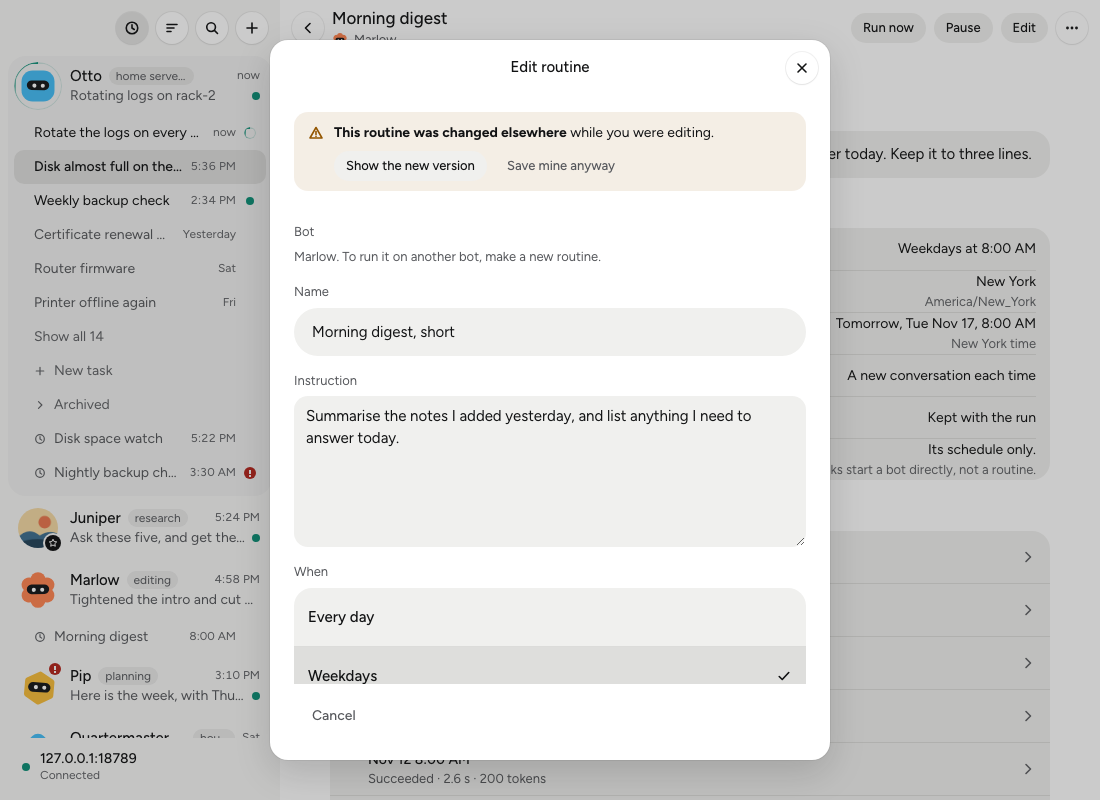 Morning digest
Marlow
Run now
Pause
Edit
Otto
home serve...
now
Rotating logs on rack-2
Rotate the logs on every ...
now
Disk almost full on the...
5:36 PM
Weekly backup check
2:34 PM
Certificate renewal ...
Yesterday
Router firmware
Sat
Printer offline again
Fri
Show all 14
New task
Archived
Disk space watch
5:22 PM
Nightly backup ch...
3:30 AM
Juniper
research
5:24 PM
Ask these five, and get the...
Marlow
editing
4:58 PM
Tightened the intro and cut ...
Morning digest
8:00 AM
Pip
planning
3:10 PM
Here is the week, with Thu...
Quartermaster
Sat
127.0.0.1:18789
Connected
Edit routine
This routine was changed elsewhere while you were editing.
Show the new version
Save mine anyway
Bot
Marlow. To run it on another bot, make a new routine.
Name
Morning digest, short
Instruction
Summarise the notes I added yesterday, and list anything I need to
answer today.
When
Every day
Weekdays
Cancel
er today. Keep it to three lines.
Weekdays at 8:00 AM
New York
America/New_York
Tomorrow, Tue Nov 17, 8:00 AM
New York time
A new conversation each time
Kept with the run
Its schedule only.
ks start a bot directly, not a routine.
Nov 12 8:00 AM
Succeeded · 2.6 s · 200 tokens